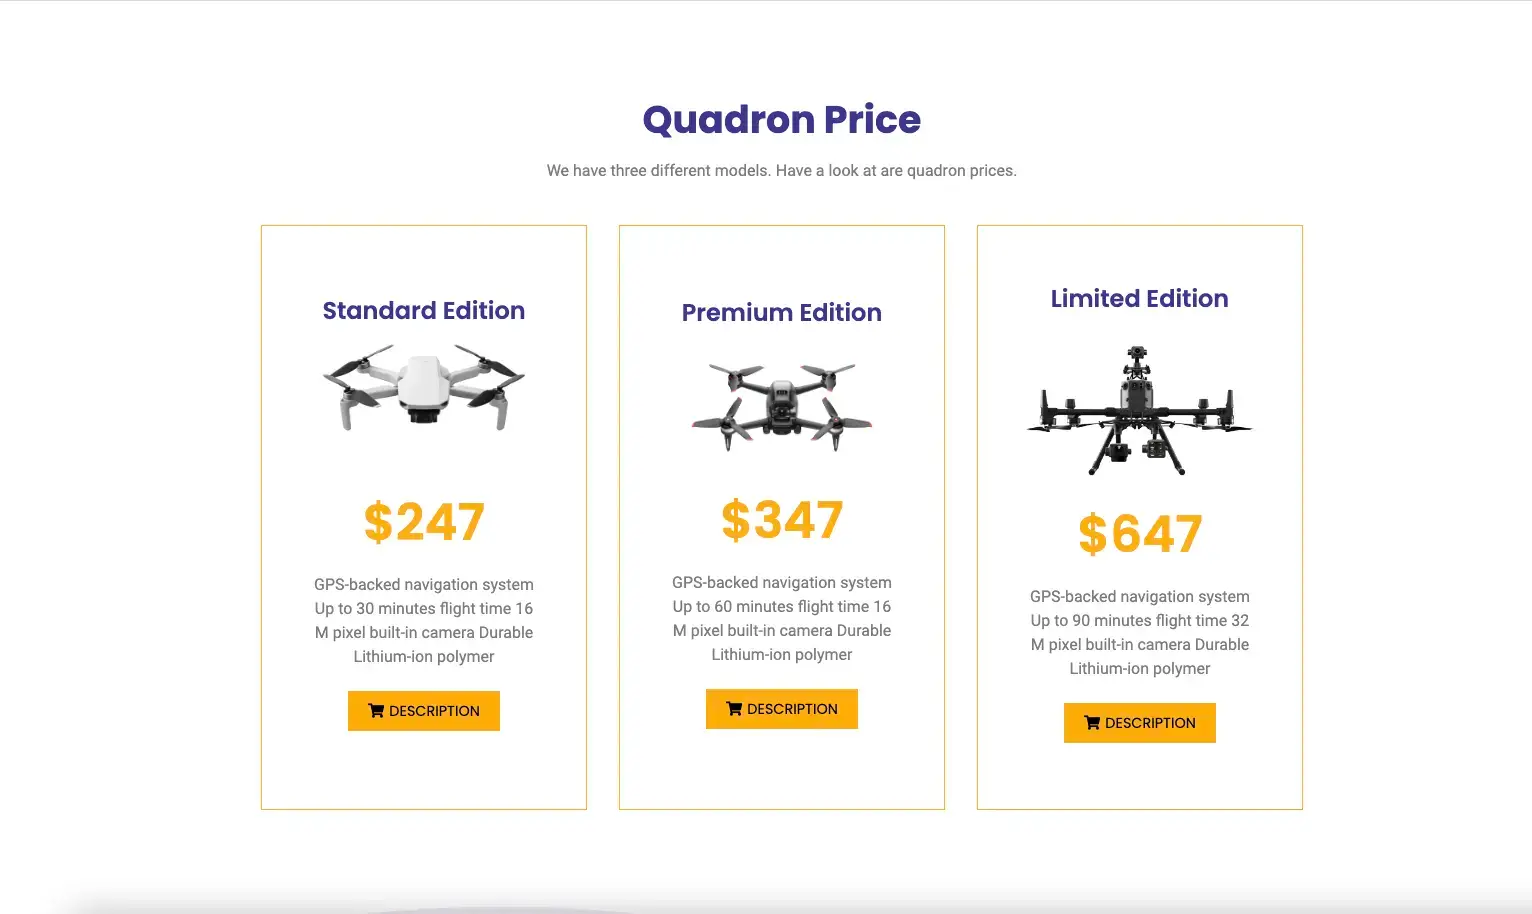 Quadron Price
We have three different models. Have a look at are quadron prices.
Standard Edition
$247
GPS-backed navigation system
Up to 30 minutes flight time 16
M pixel built-in camera Durable
Lithium-ion polymer
DESCRIPTION
Premium Edition
$347
GPS-backed navigation system
Up to 60 minutes flight time 16
M pixel built-in camera Durable
Lithium-ion polymer
DESCRIPTION
Limited Edition
$647
GPS-backed navigation system
Up to 90 minutes flight time 32
M pixel built-in camera Durable
Lithium-ion polymer
DESCRIPTION